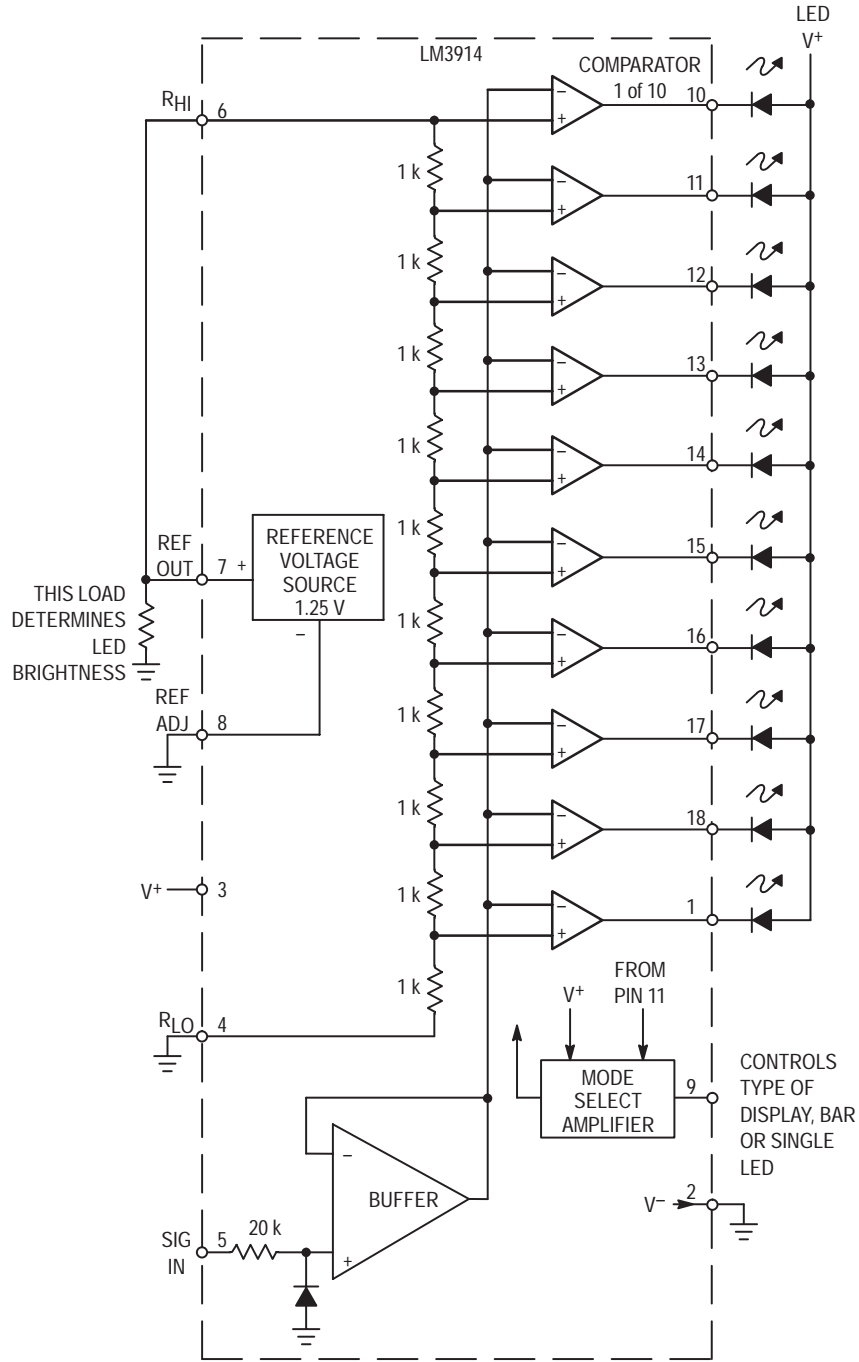 LED
V+
LM3914
COMPARATOR
1 of 10
RHI
6
10
−
+
1 k
11
−
+
1 k
12
−
+
1 k
13
−
+
1 k
14
−
+
REF
OUT
7
+
REFERENCE
VOLTAGE
SOURCE
1.25 V
−
1 k
15
−
+
THIS LOAD
DETERMINES
LED
BRIGHTNESS
1 k
16
−
+
REF
ADJ
8
1 k
17
−
+
1 k
18
−
+
V+
3
1 k
1
−
+
1 k
RLO
4
V+
FROM
PIN 11
MODE
SELECT
AMPLIFIER
9
CONTROLS
TYPE OF
DISPLAY, BAR
OR SINGLE
LED
−
BUFFER
+
V−
2
SIG
IN
5
20 k